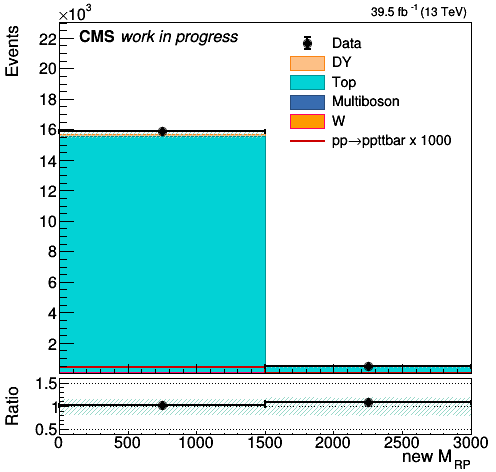 ×10³
39.5 fb⁻¹ (13 TeV)
Events
CMS work in progress
Data
DY
Top
Multiboson
W
pp→ppttbar x 1000
22
20
18
16
14
12
10
8
6
4
2
Ratio
1.5
1
0.5
0 500 1000 1500 2000 2500 3000
new M_RP